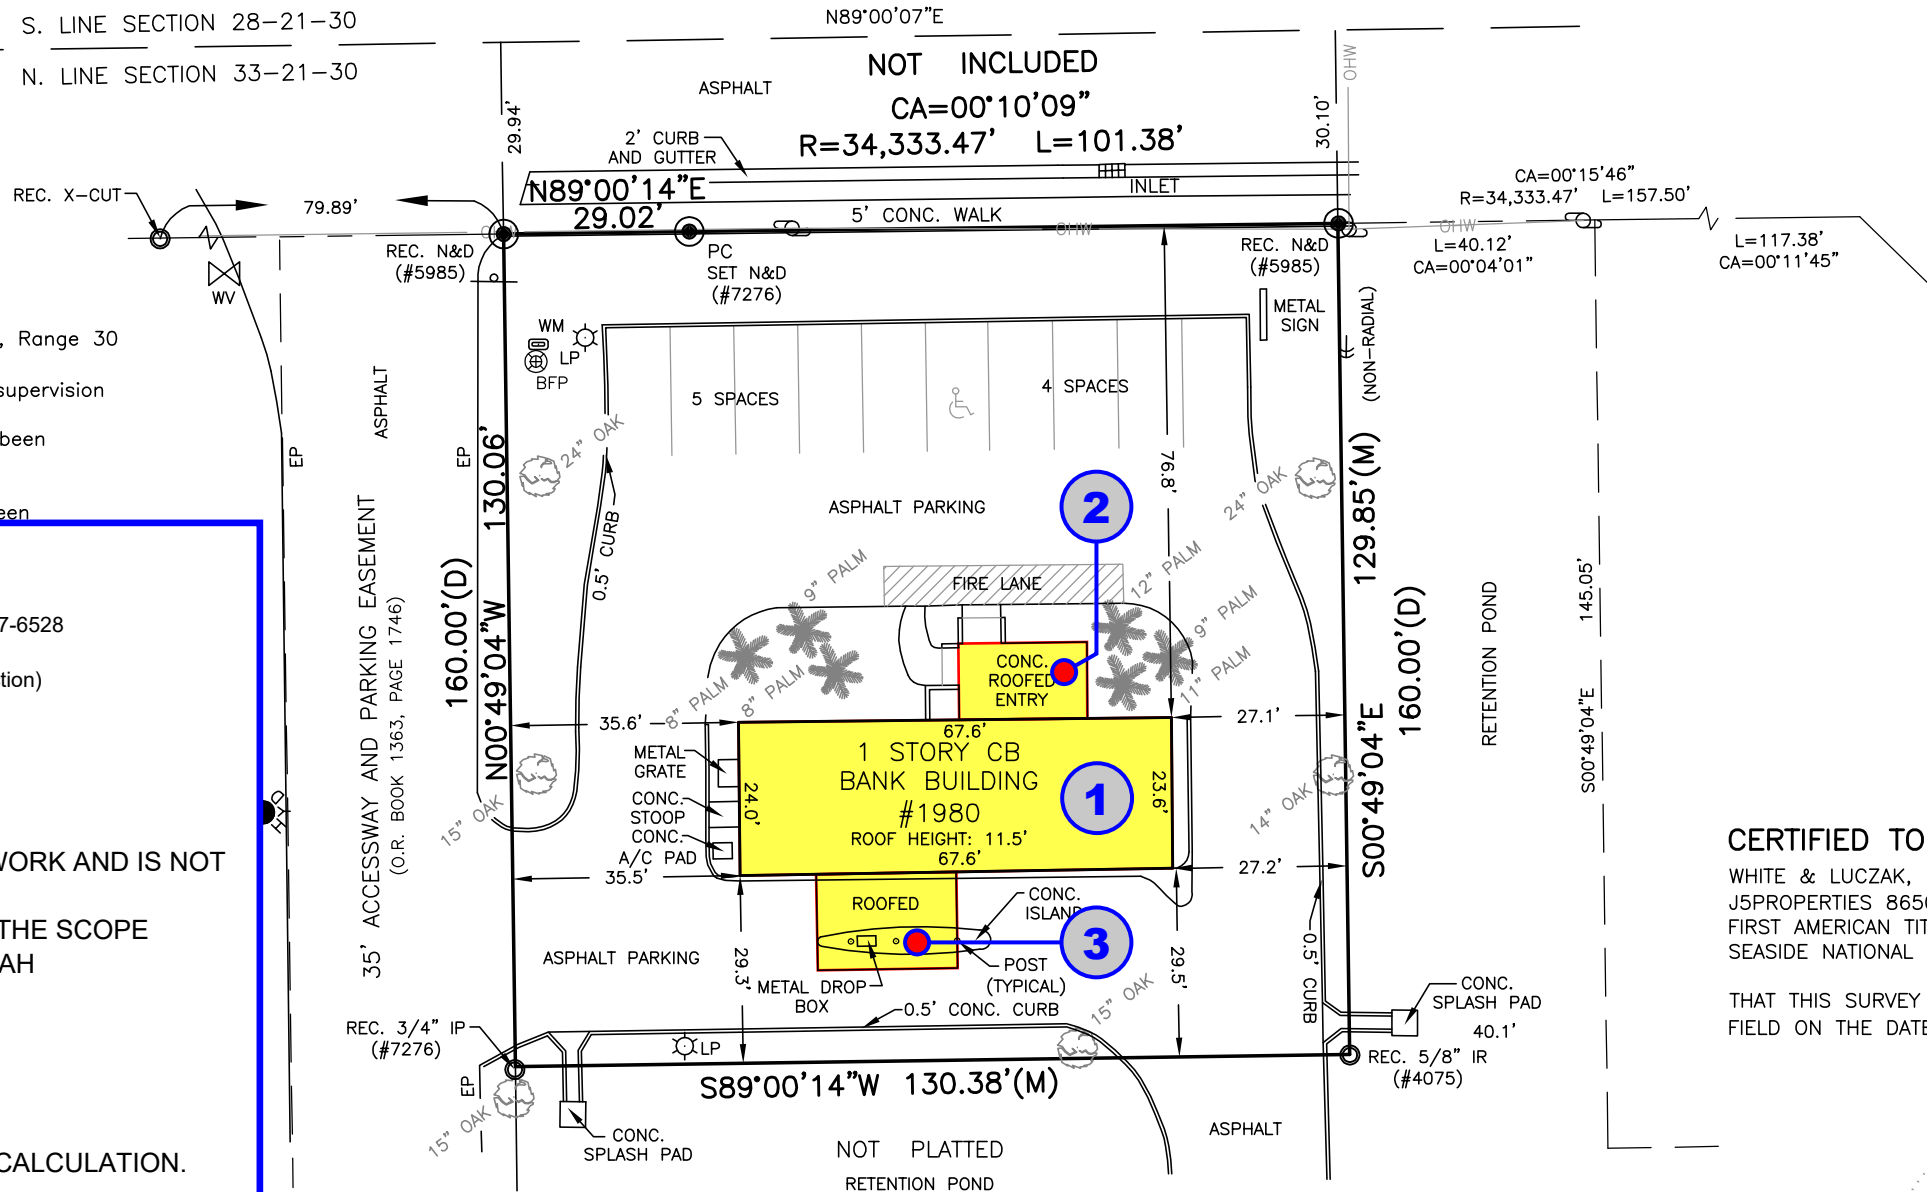 S. LINE SECTION 28-21-30
N89°00'07"E
N. LINE SECTION 33-21-30
NOT INCLUDED
ASPHALT
CA=00°10'09"
R=34,333.47' L=101.38'
29.94'
30.10'
OHW
2' CURB
AND GUTTER
INLET
N89°00'14"E
29.02'
5' CONC. WALK
OHW
REC. X-CUT
79.89'
CA=00°15'46"
R=34,333.47' L=157.50'
OHW
L=40.12'
CA=00°04'01"
L=117.38'
CA=00°11'45"
REC. N&D
(#5985)
PC
SET N&D
(#7276)
REC. N&D
(#5985)
WV
METAL
SIGN
(NON-RADIAL)
WM
LP
BFP
, Range 30
supervision
been
een
ASPHALT
EP
EP
5 SPACES
4 SPACES
24" OAK
24" OAK
130.06'
76.8'
129.85'(M)
ASPHALT PARKING
2
0.5' CURB
9" PALM
FIRE LANE
12" PALM
9" PALM
11" PALM
8" PALM
8" PALM
160.00'(D)
N00°49'04"W
35' ACCESSWAY AND PARKING EASEMENT
(O.R. BOOK 1363, PAGE 1746)
160.00'(D)
S00°49'04"E
RETENTION POND
145.05'
S00°49'04"E
7-6528
tion)
CONC.
ROOFED
ENTRY
35.6'
27.1'
67.6'
1 STORY CB
BANK BUILDING
#1980
ROOF HEIGHT: 11.5'
67.6'
24.0'
23.6'
1
METAL
GRATE
CONC.
STOOP
CONC.
A/C PAD
15" OAK
14" OAK
35.5'
27.2'
WORK AND IS NOT
THE SCOPE
AH
CALCULATION.
ROOFED
CONC.
ISLAND
3
ASPHALT PARKING
29.3'
METAL DROP
BOX
POST
(TYPICAL)
29.5'
0.5' CONC. CURB
15" OAK
0.5' CURB
CONC.
SPLASH PAD
40.1'
REC. 3/4" IP
(#7276)
LP
REC. 5/8" IR
(#4075)
S89°00'14"W 130.38'(M)
EP
15" OAK
CONC.
SPLASH PAD
NOT PLATTED
RETENTION POND
ASPHALT
CERTIFIED TO
WHITE & LUCZAK,
J5PROPERTIES 865
FIRST AMERICAN TIT
SEASIDE NATIONAL
THAT THIS SURVEY
FIELD ON THE DATE